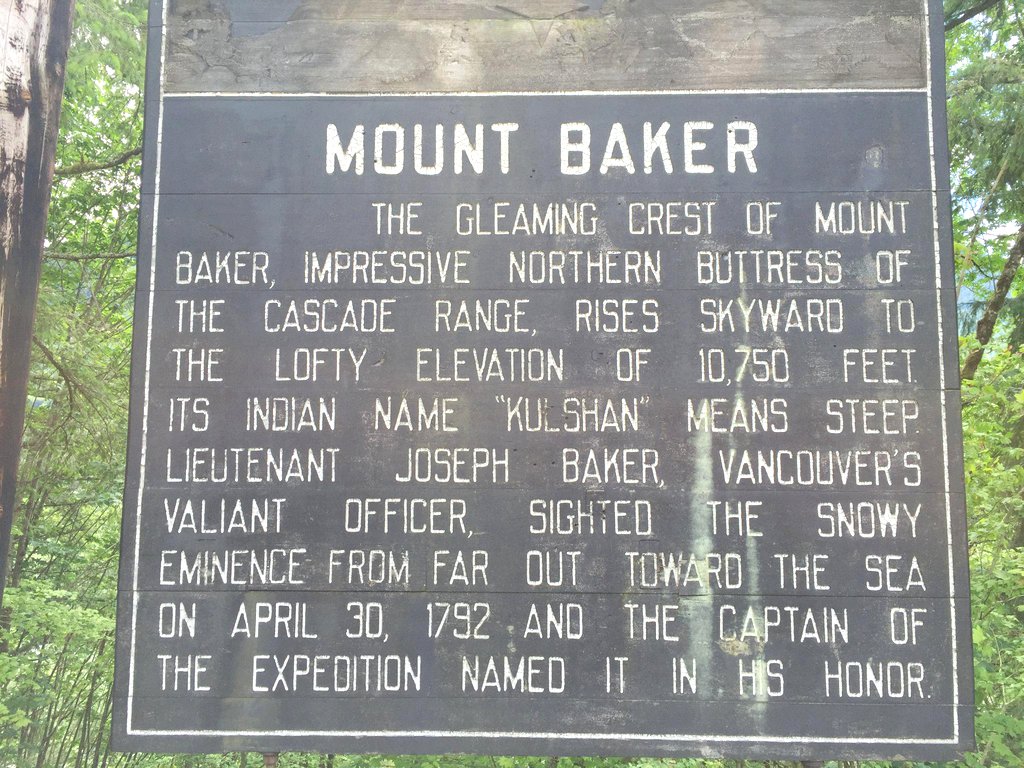 MOUNT BAKER
THE GLEAMING CREST OF MOUNT
BAKER, IMPRESSIVE NORTHERN BUTTRESS OF
THE CASCADE RANGE, RISES SKYWARD TO
THE LOFTY ELEVATION OF 10,750 FEET.
ITS INDIAN NAME "KULSHAN" MEANS STEEP.
LIEUTENANT JOSEPH BAKER, VANCOUVER'S
VALIANT OFFICER, SIGHTED THE SNOWY
EMINENCE FROM FAR OUT TOWARD THE SEA
ON APRIL 30, 1792 AND THE CAPTAIN OF
THE EXPEDITION NAMED IT IN HIS HONOR.